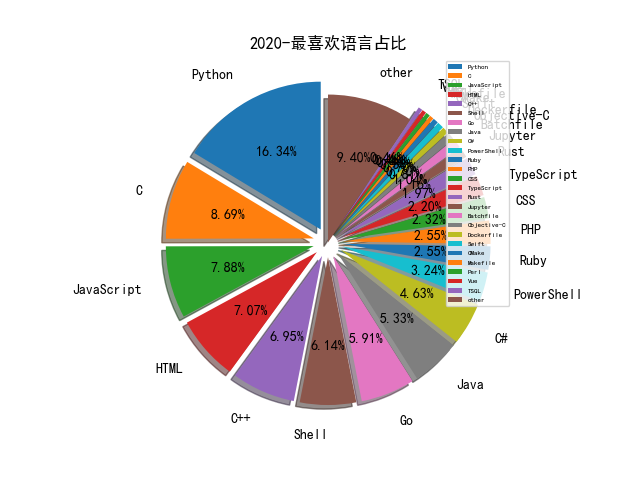 2020-最喜欢语言占比
Python
16.34%
C
8.69%
JavaScript
7.88%
HTML
7.07%
C++
6.95%
Shell
6.14%
Go
5.91%
Java
5.33%
C#
4.63%
PowerShell
3.24%
Ruby
2.55%
PHP
2.55%
CSS
2.32%
TypeScript
2.20%
Rust
1.97%
Jupyter
Batchfile
Objective-C
Dockerfile
other
9.40%
Python
C
JavaScript
HTML
C++
Shell
Go
Java
C#
PowerShell
Ruby
PHP
CSS
TypeScript
Rust
Jupyter
Batchfile
Objective-C
Dockerfile
Swift
CMake
Makefile
Perl
Vue
TSQL
other